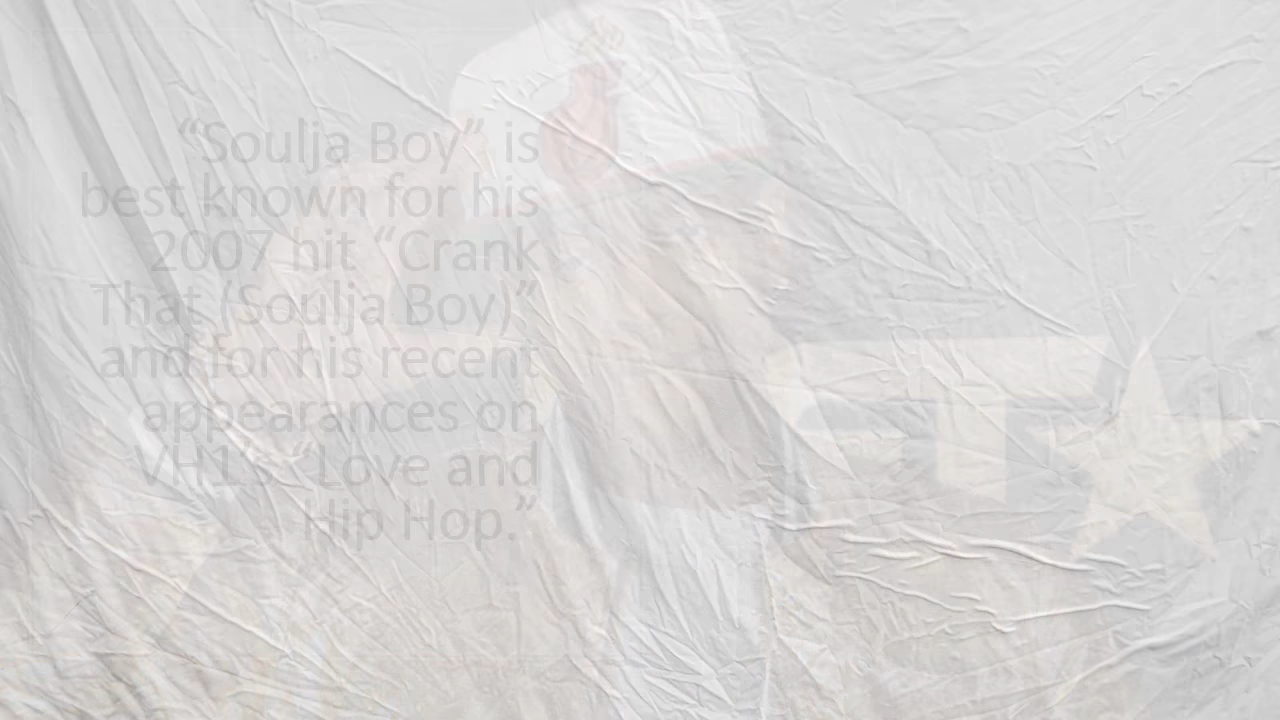 “Soulja Boy” is
best known for his
2007 hit “Crank
That (Soulja Boy)”
and for his recent
appearances on
VH1’s “Love and
Hip Hop.”